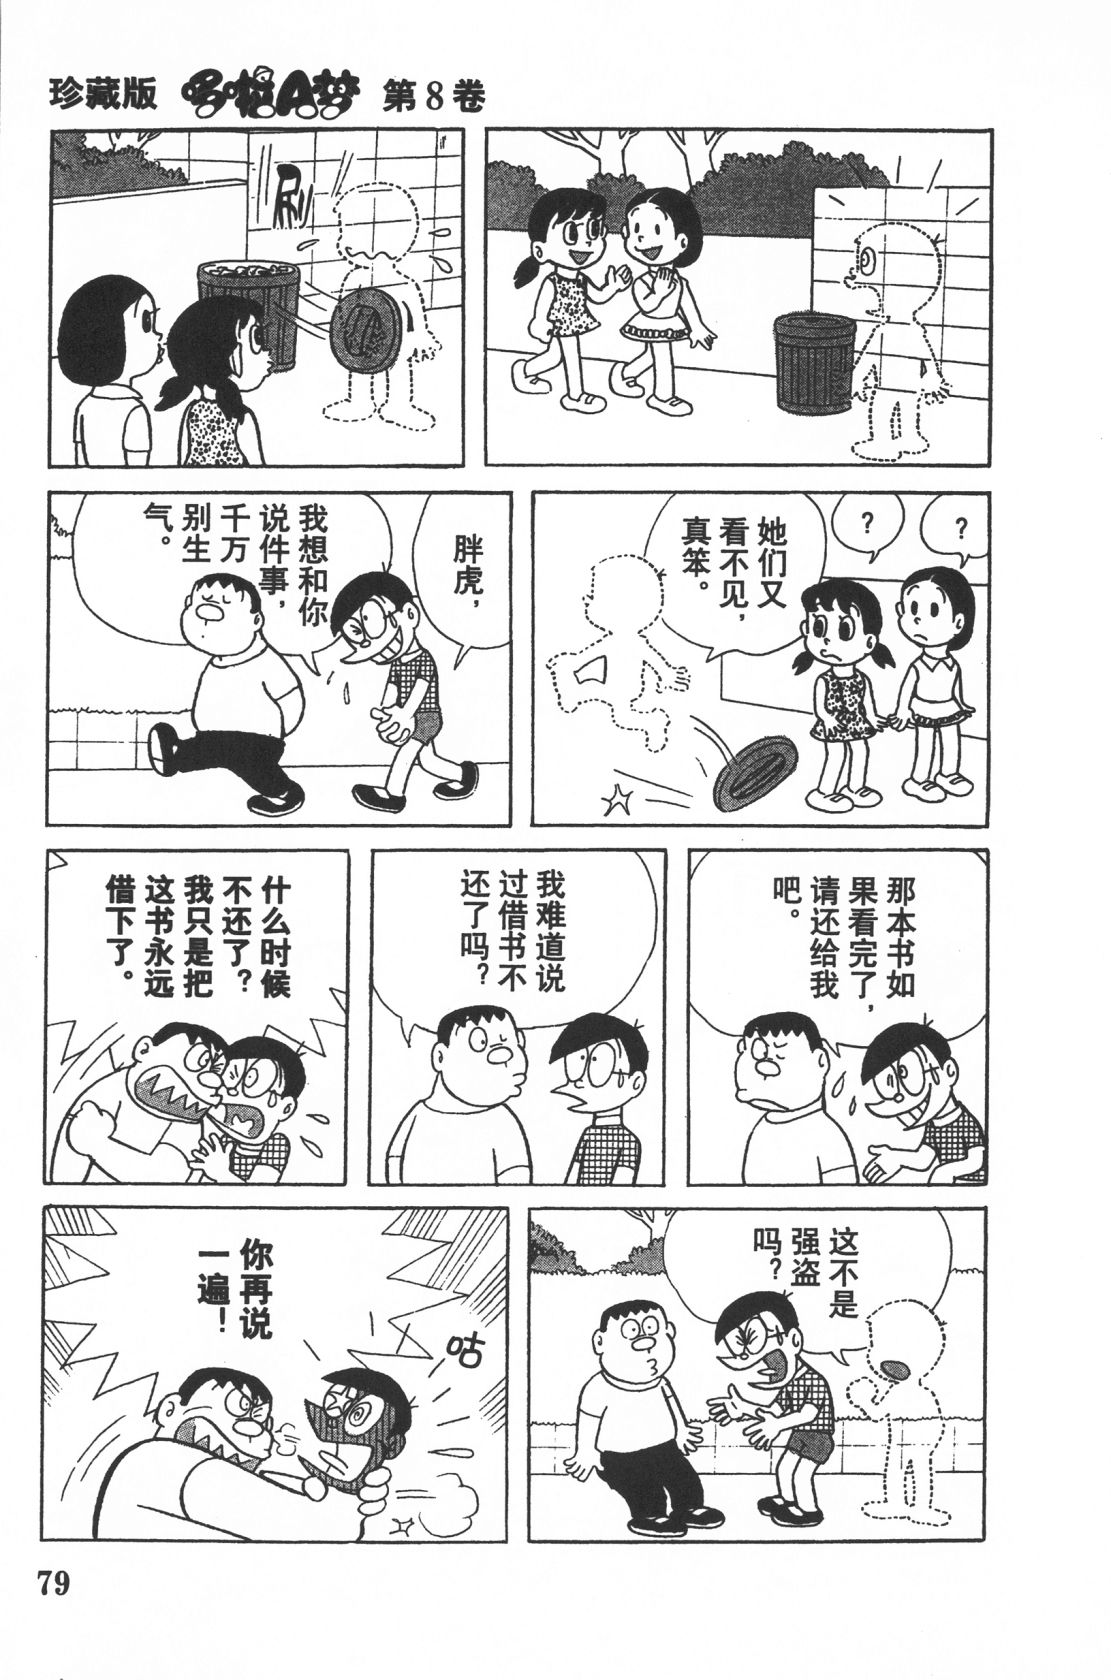 珍藏版 哆啦A梦 第8卷
刷
？
？
她们又
看不见，
真笨。
胖虎，
我想和你
说件事，
千万
别生
气。
那本书如
果看完了，
请还给我
吧。
我难道说
过借书不
还了吗？
什么时候
不还了？
我只是把
这书永远
借下了。
这不是
强盗
吗？
你再说
一遍！
咕
79